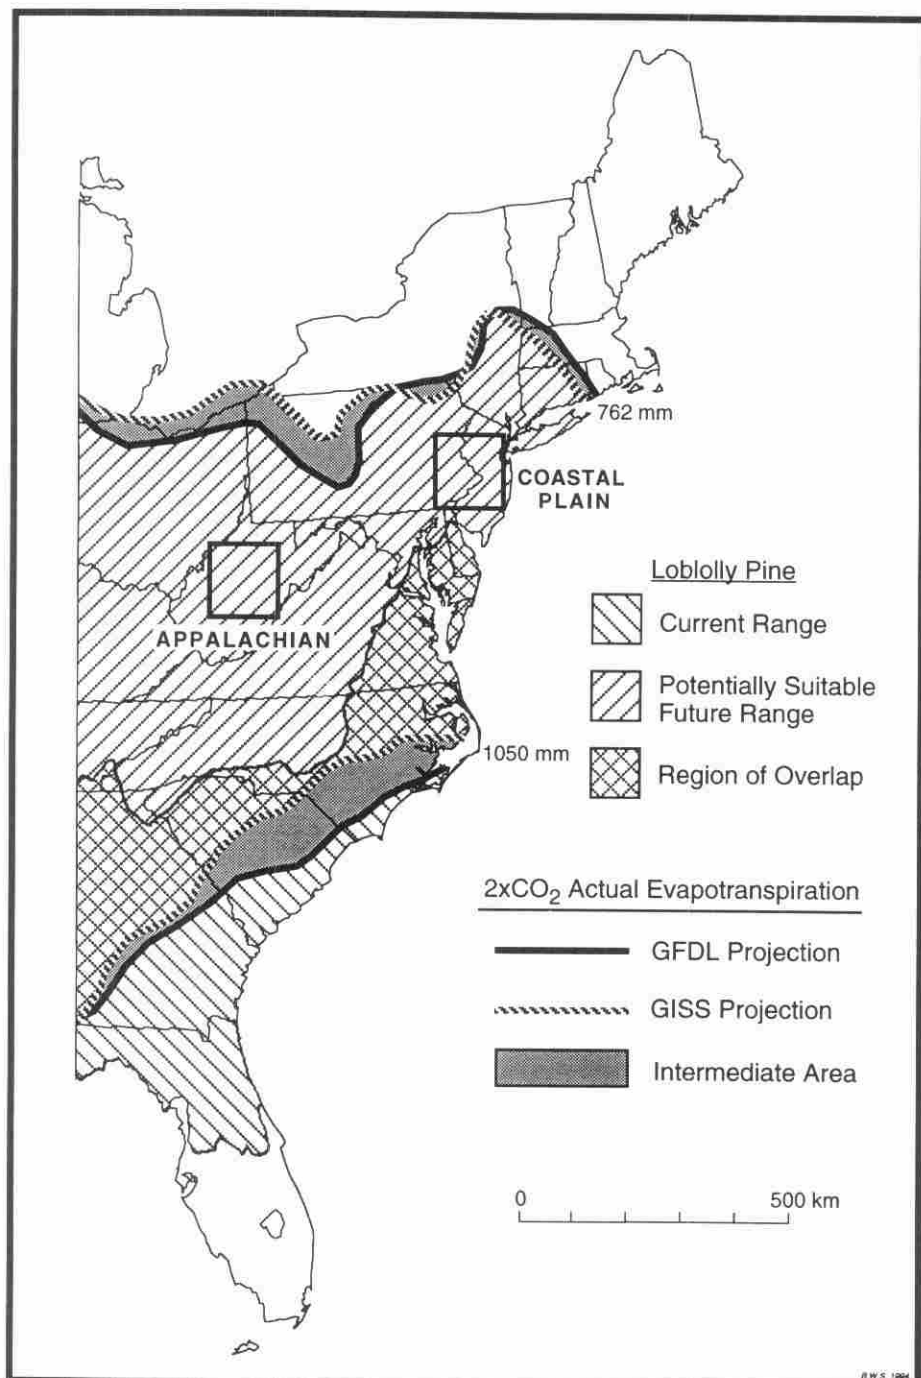 762 mm
COASTAL
PLAIN
APPALACHIAN
1050 mm
Loblolly Pine
Current Range
Potentially Suitable
Future Range
Region of Overlap
2xCO₂ Actual Evapotranspiration
GFDL Projection
GISS Projection
Intermediate Area
0 500 km
B.W.S. 1994